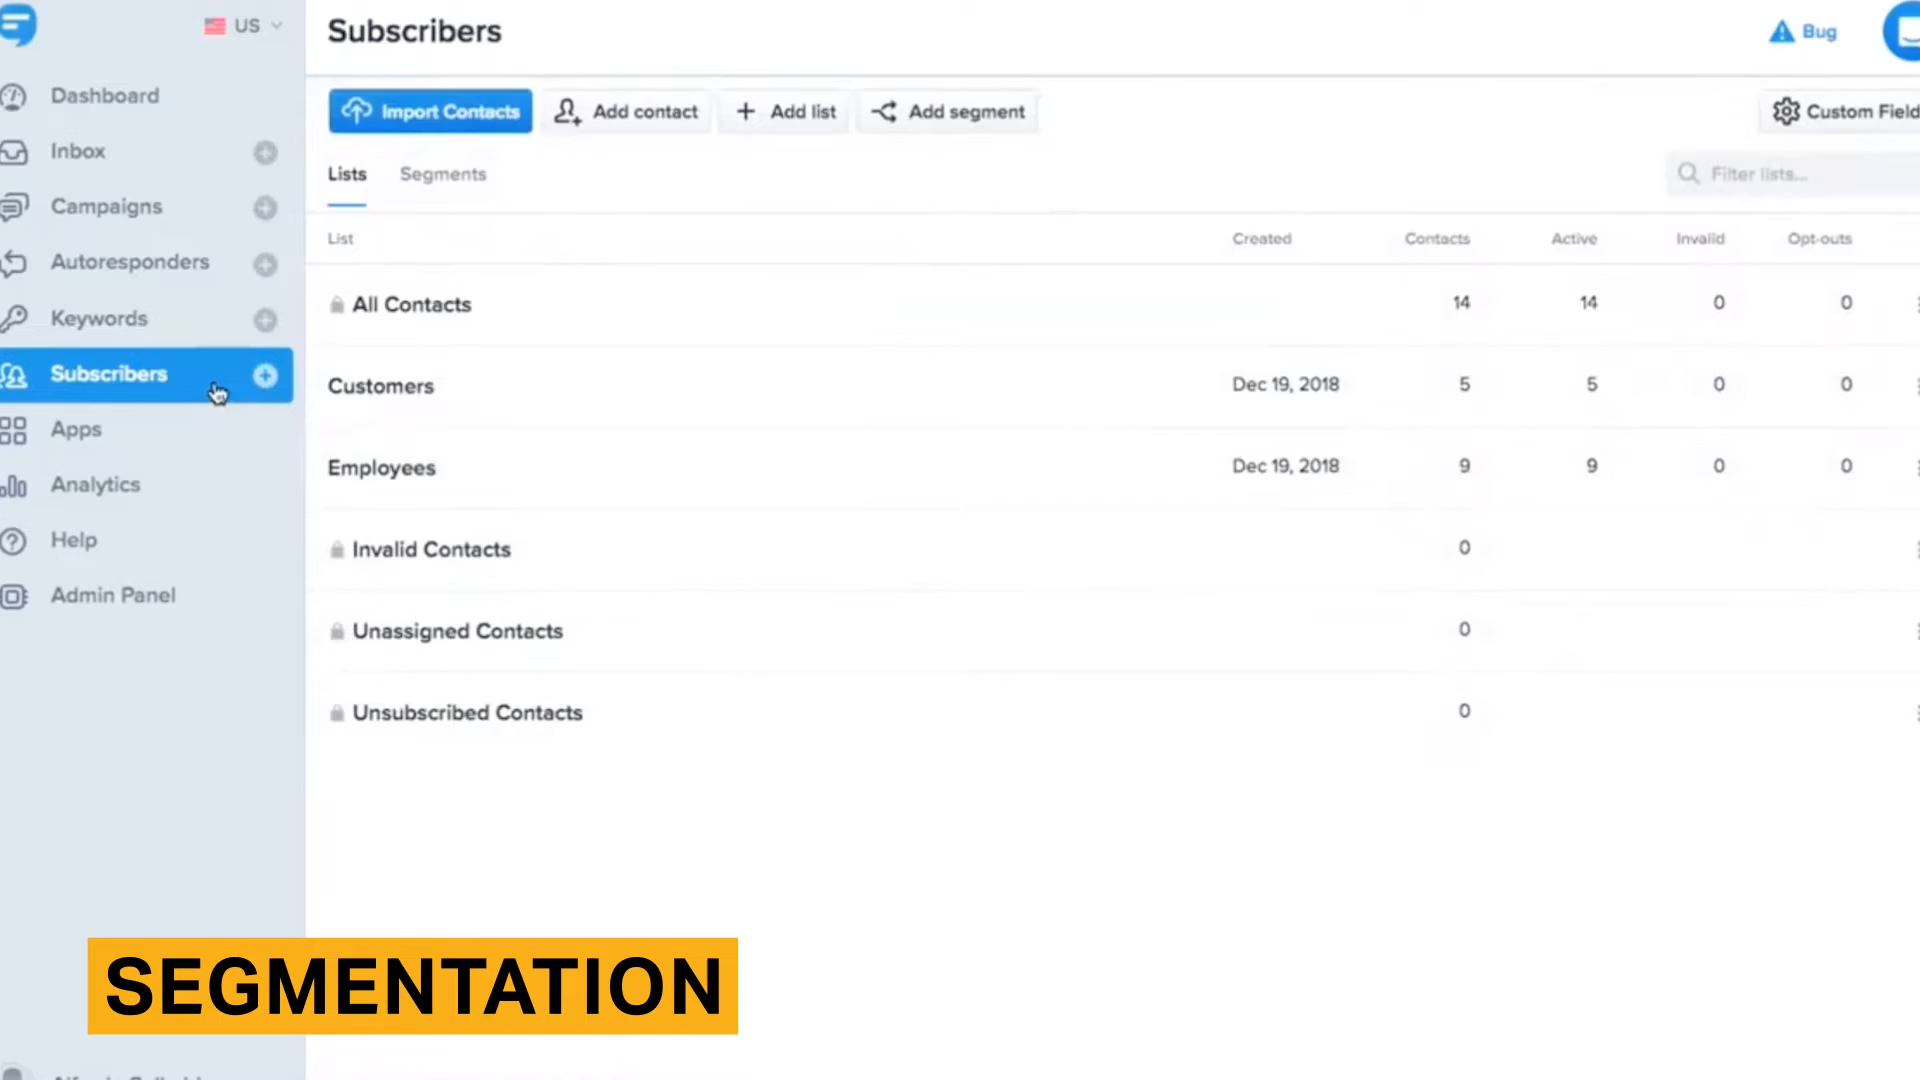 US
Subscribers
Bug
Dashboard
Import Contacts
Add contact
Add list
Add segment
Custom Field
Inbox
Lists
Segments
Filter lists...
Campaigns
List
Created
Contacts
Active
Invalid
Opt-outs
Autoresponders
All Contacts
14
14
0
0
Keywords
Subscribers
Customers
Dec 19, 2018
5
5
0
0
Apps
Employees
Dec 19, 2018
9
9
0
0
Analytics
Help
Invalid Contacts
0
Admin Panel
Unassigned Contacts
0
Unsubscribed Contacts
0
SEGMENTATION